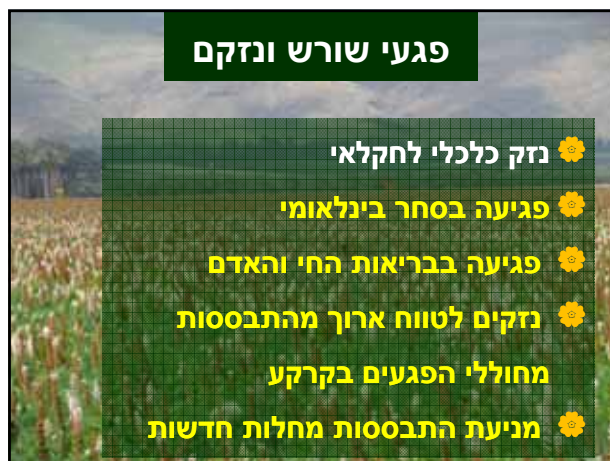 פגעי שורש ונזקם
נזק כלכלי לחקלאי
פגיעה בסחר בינלאומי
פגיעה בבריאות החי והאדם
נזקים לטווח ארוך מהתבססות
מחוללי הפגעים בקרקע
מניעת התבססות מחלות חדשות